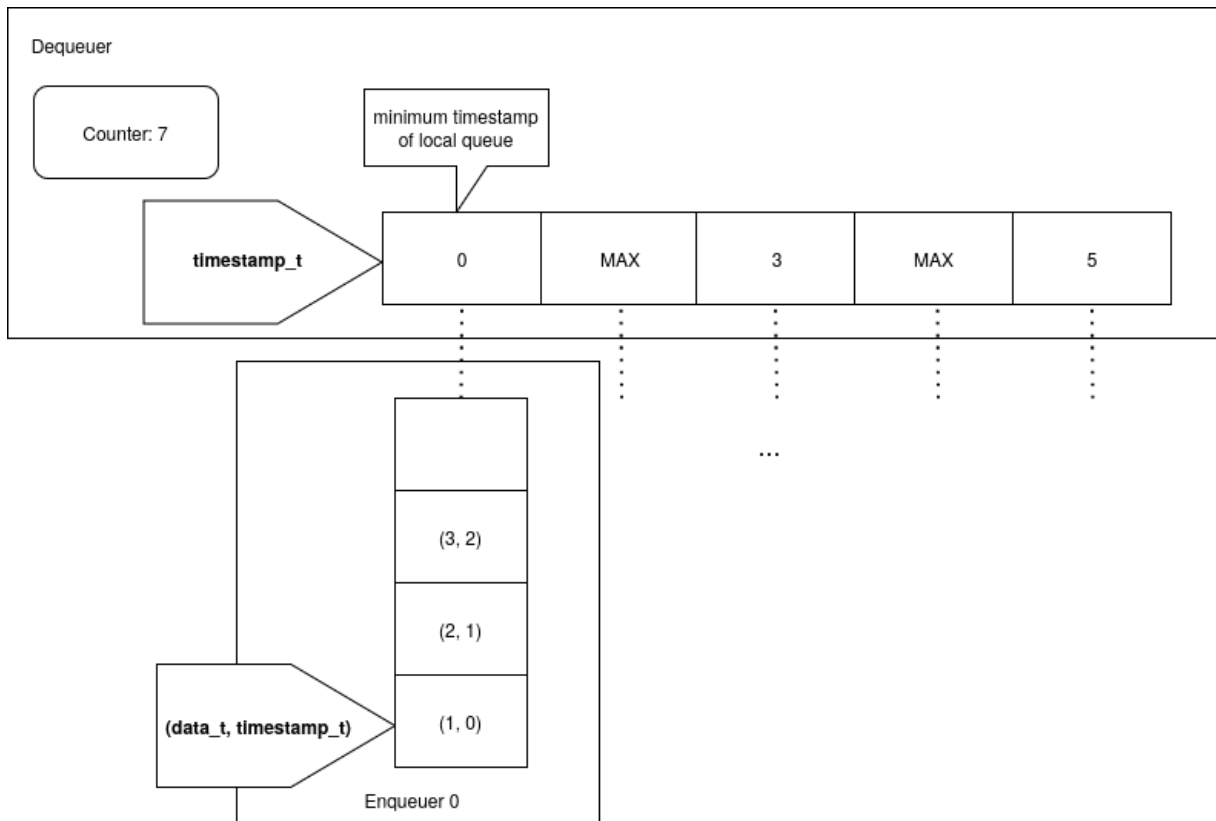 Dequeuer
Counter: 7
minimum timestamp
of local queue
timestamp_t
0
MAX
3
MAX
5
...
(3, 2)
(2, 1)
(data_t, timestamp_t)
(1, 0)
Enqueuer 0